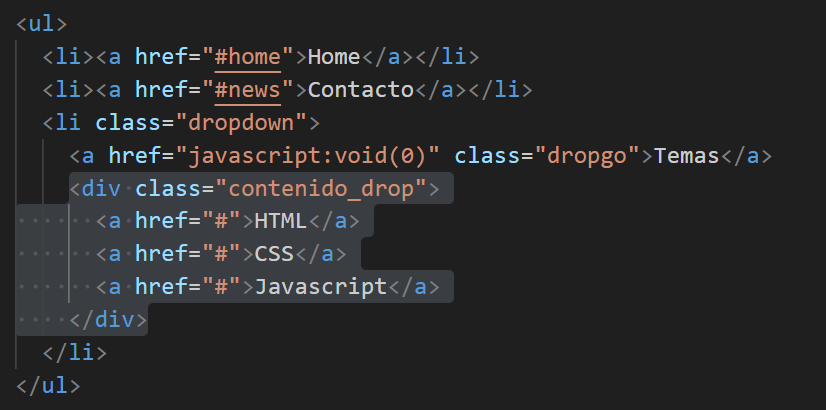 <ul>
<li><a href="#home">Home</a></li>
<li><a href="#news">Contacto</a></li>
<li class="dropdown">
<a href="javascript:void(0)" class="dropgo">Temas</a>
<div class="contenido_drop">
<a href="#">HTML</a>
<a href="#">CSS</a>
<a href="#">Javascript</a>
</div>
</li>
</ul>